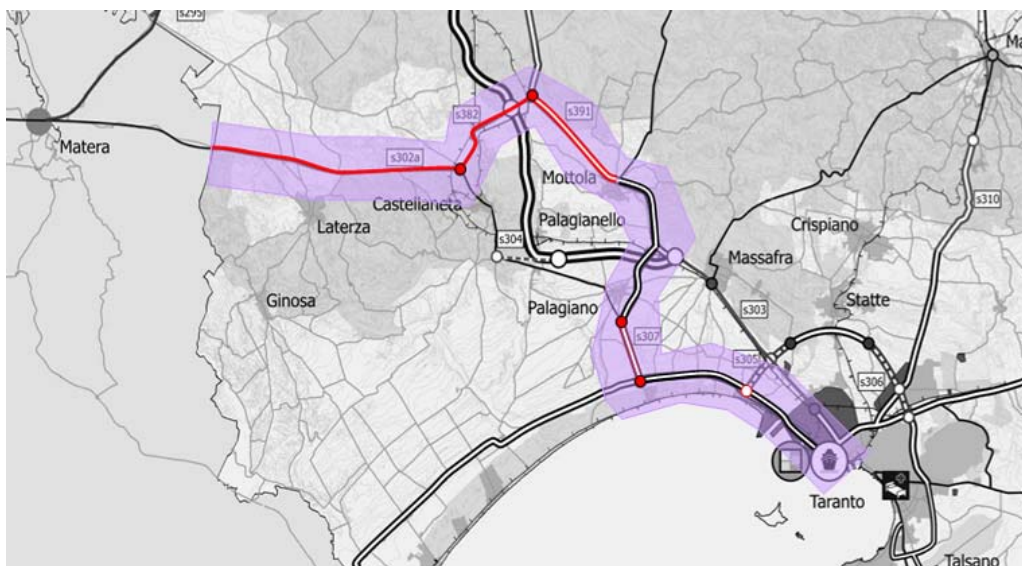 s295
Ma
Matera
s382
s391
s302a
Mottola
Castellaneta
Laterza
Palagianello
Crispiano
s310
s304
Massafra
Ginosa
Palagiano
Statte
s303
s307
s305
s306
Taranto
Talsano